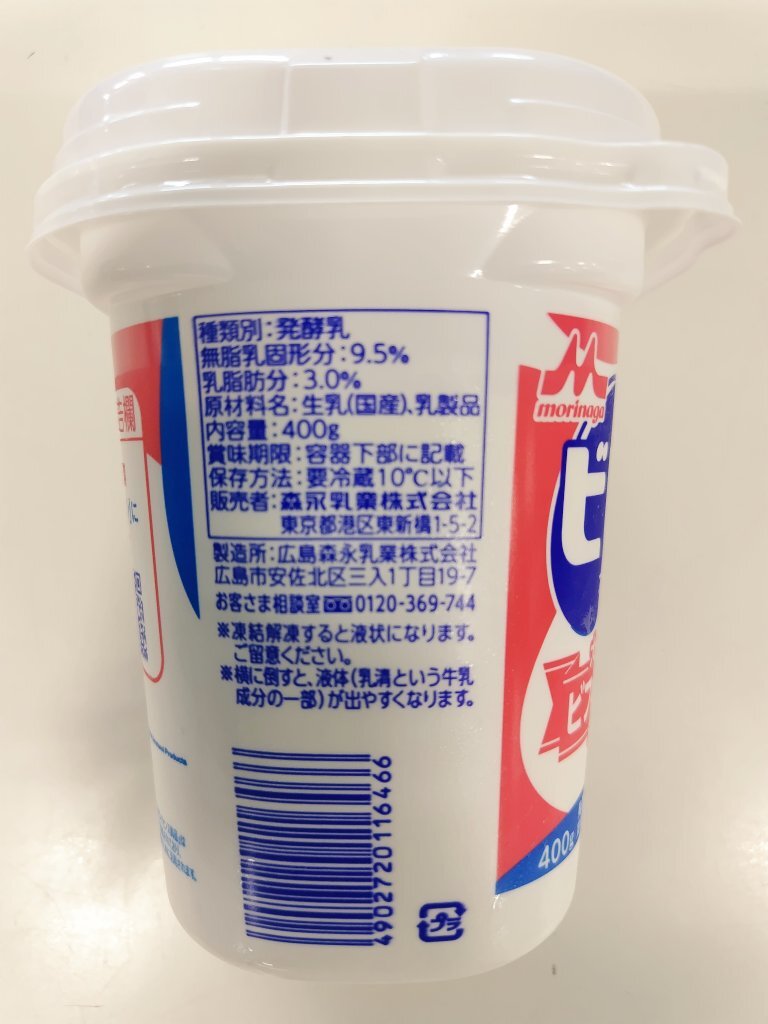 種類別：発酵乳
無脂乳固形分：9.5%
乳脂肪分：3.0%
原材料名：生乳(国産)、乳製品
内容量：400g
賞味期限：容器下部に記載
保存方法：要冷蔵10℃以下
販売者：森永乳業株式会社
東京都港区東新橋1-5-2
製造所：広島森永乳業株式会社
広島市安佐北区三入1丁目19-7
お客さま相談室 0120-369-744
※凍結解凍すると液状になります。
ご留意ください。
※横に倒すと、液体(乳清という牛乳
成分の一部)が出やすくなります。
4902720116466
プラ
morinaga
ビ
ビ
400g
欄
に
Products